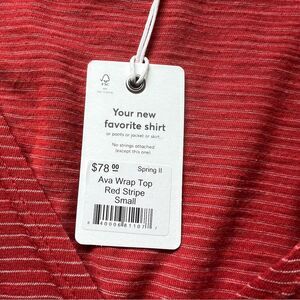 FSC
Your new
favorite shirt
or pants or jacket or skirt...
No strings attached
(except this one)
$78.00 Spring II
Ava Wrap Top
Red Stripe
Small